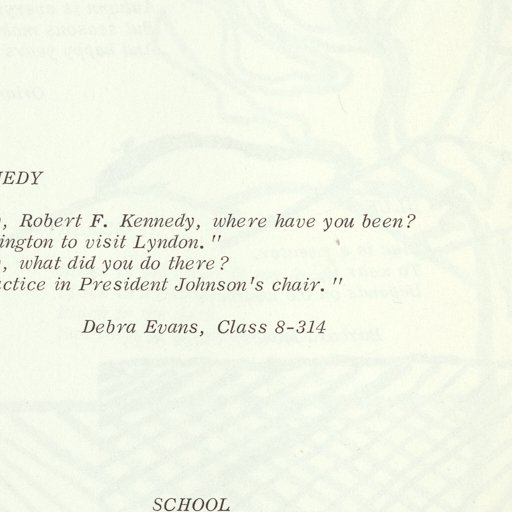 EDY
, Robert F. Kennedy, where have you been?
ington to visit Lyndon."
, what did you do there?
ctice in President Johnson's chair."
Debra Evans, Class 8-314
SCHOOL